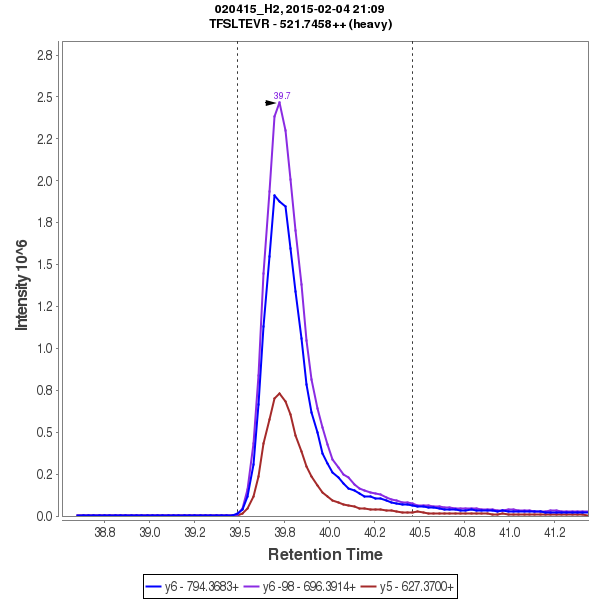 020415_H2, 2015-02-04 21:09
TFSLTEVR - 521.7458++ (heavy)
2.8
2.5
2.2
2.0
1.8
1.5
1.2
1.0
0.8
0.5
0.2
0.0
Intensity 10^6
39.7
38.8 39.0 39.2 39.5 39.8 40.0 40.2 40.5 40.8 41.0 41.2
Retention Time
y6 - 794.3683+ y6 -98 - 696.3914+ y5 - 627.3700+